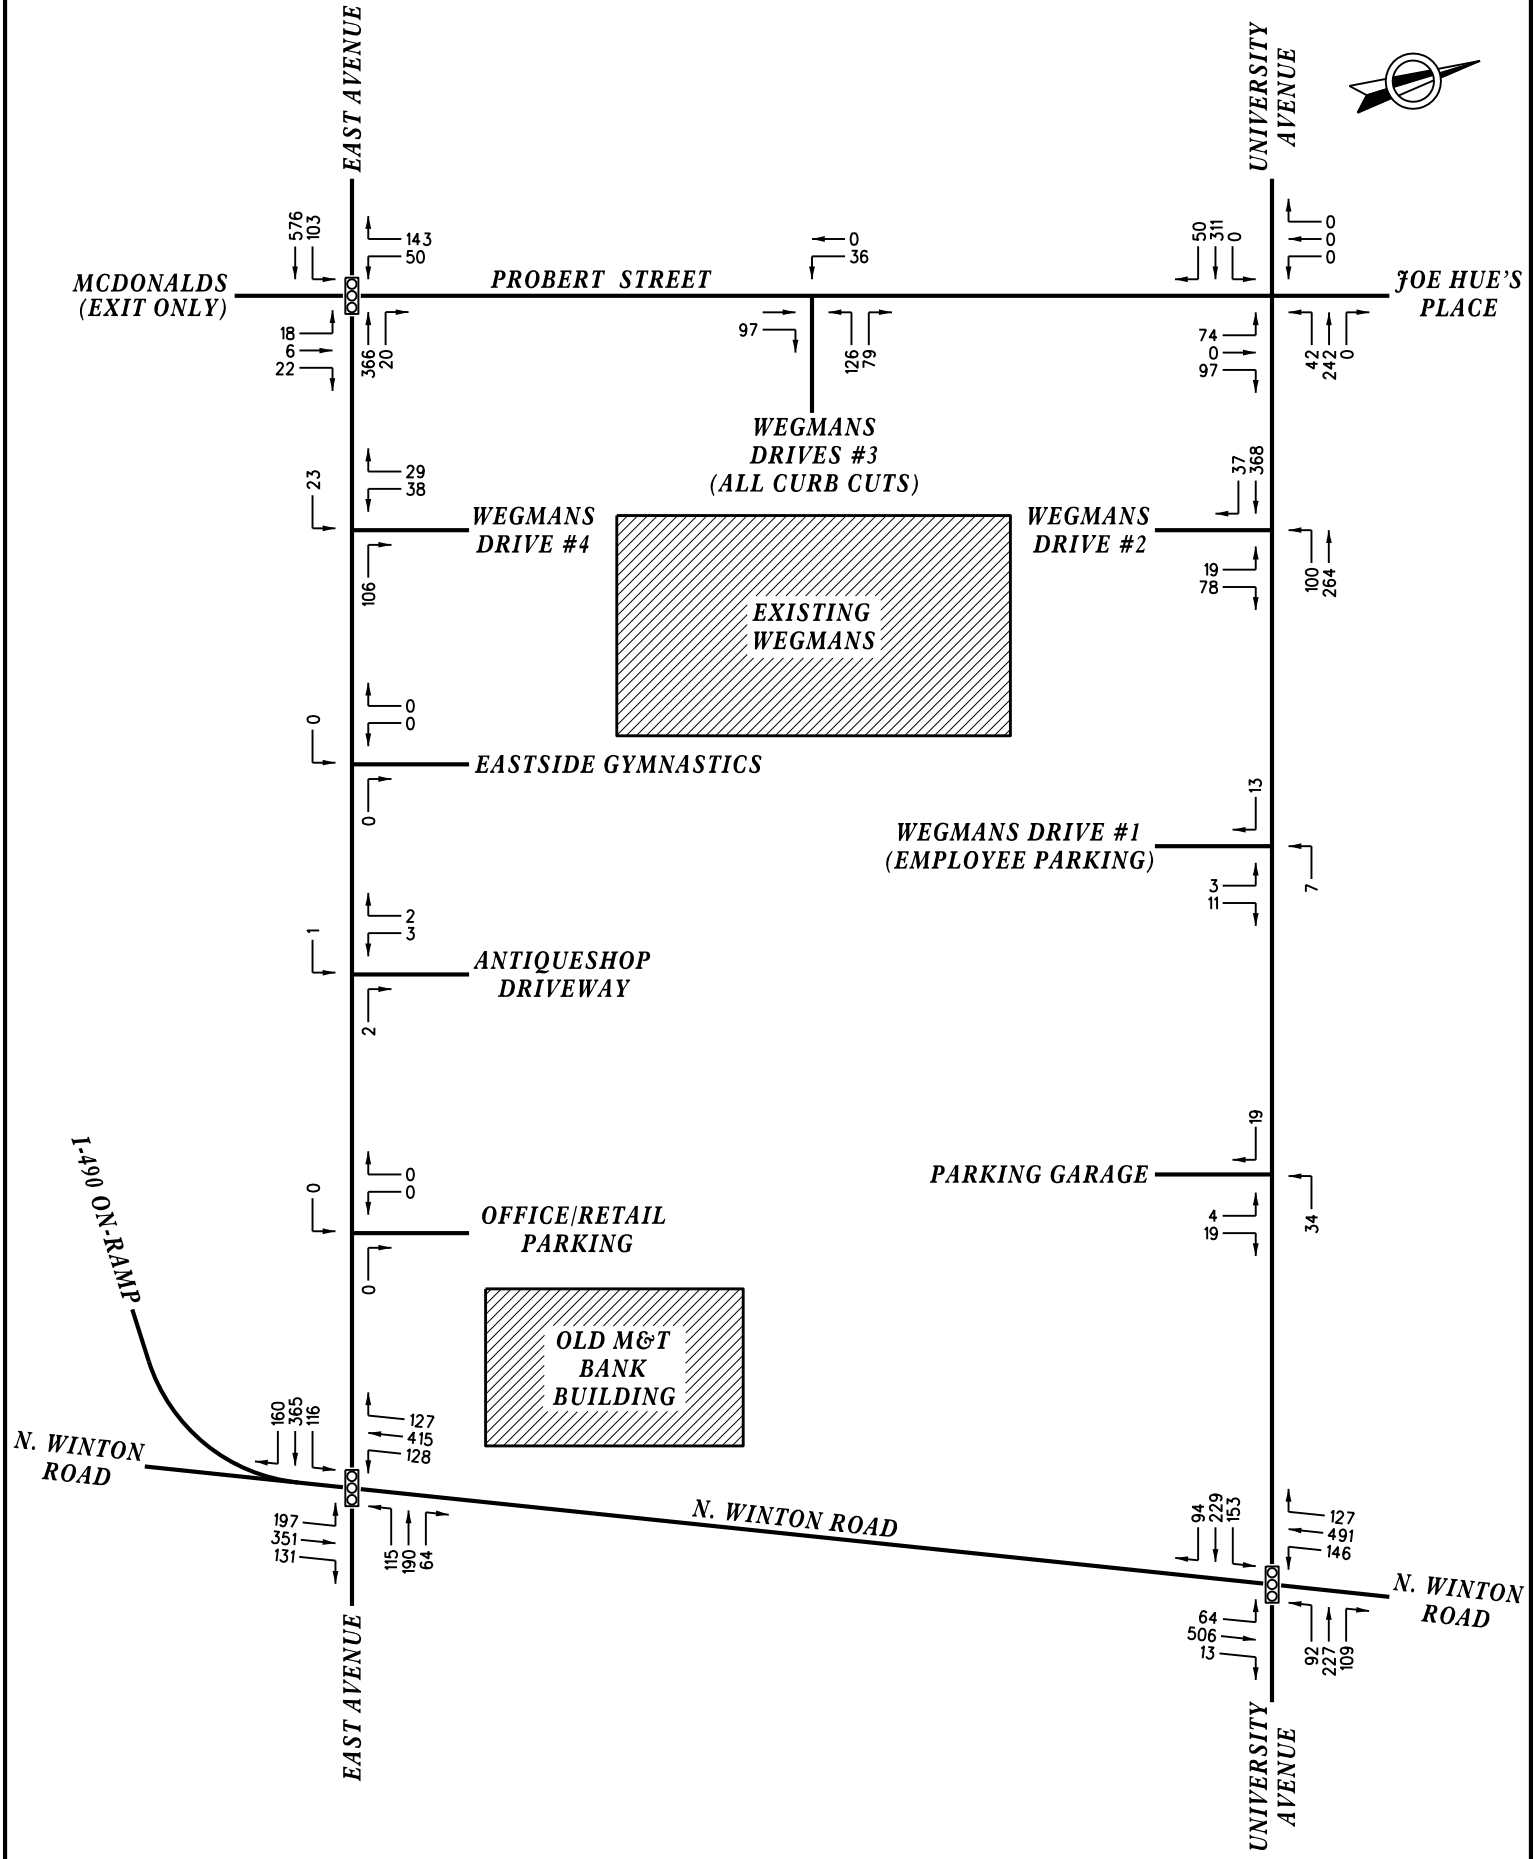 EAST AVENUE
UNIVERSITY
AVENUE
576
103
143
50
0
36
50
311
0
0
0
0
MCDONALDS
(EXIT ONLY)
PROBERT STREET
JOE HUE'S
PLACE
18
6
22
366
20
97
126
79
74
0
97
42
242
0
WEGMANS
DRIVES #3
(ALL CURB CUTS)
23
29
38
37
368
WEGMANS
DRIVE #4
WEGMANS
DRIVE #2
106
19
78
100
264
EXISTING
WEGMANS
0
0
0
EASTSIDE GYMNASTICS
0
13
WEGMANS DRIVE #1
(EMPLOYEE PARKING)
3
11
7
1
2
3
ANTIQUESHOP
DRIVEWAY
2
19
PARKING GARAGE
4
19
34
I-490 ON-RAMP
0
0
0
OFFICE/RETAIL
PARKING
0
OLD M&T
BANK
BUILDING
160
365
116
127
415
128
N. WINTON
ROAD
197
351
131
115
190
64
N. WINTON ROAD
94
229
153
127
491
146
N. WINTON
ROAD
64
506
13
92
227
109
EAST AVENUE
UNIVERSITY
AVENUE